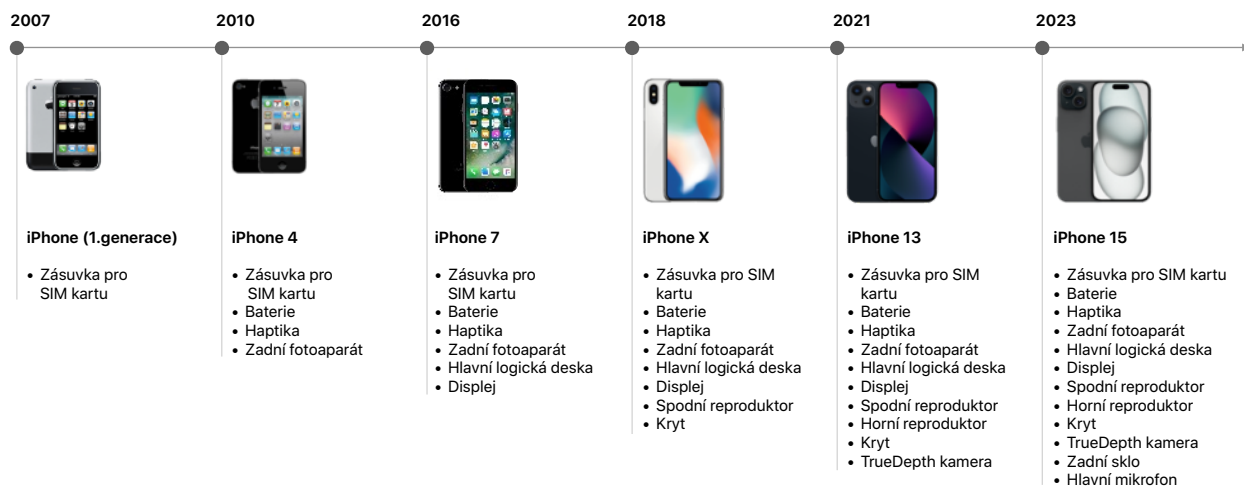 2007
2010
2016
2018
2021
2023
iPhone (1.generace)
• Zásuvka pro
SIM kartu
iPhone 4
• Zásuvka pro
SIM kartu
• Baterie
• Haptika
• Zadní fotoaparát
iPhone 7
• Zásuvka pro
SIM kartu
• Baterie
• Haptika
• Zadní fotoaparát
• Hlavní logická deska
• Displej
iPhone X
• Zásuvka pro SIM
kartu
• Baterie
• Haptika
• Zadní fotoaparát
• Hlavní logická deska
• Displej
• Spodní reproduktor
• Kryt
iPhone 13
• Zásuvka pro SIM
kartu
• Baterie
• Haptika
• Zadní fotoaparát
• Hlavní logická deska
• Displej
• Spodní reproduktor
• Horní reproduktor
• Kryt
• TrueDepth kamera
iPhone 15
• Zásuvka pro SIM kartu
• Baterie
• Haptika
• Zadní fotoaparát
• Hlavní logická deska
• Displej
• Spodní reproduktor
• Horní reproduktor
• Kryt
• TrueDepth kamera
• Zadní sklo
• Hlavní mikrofon